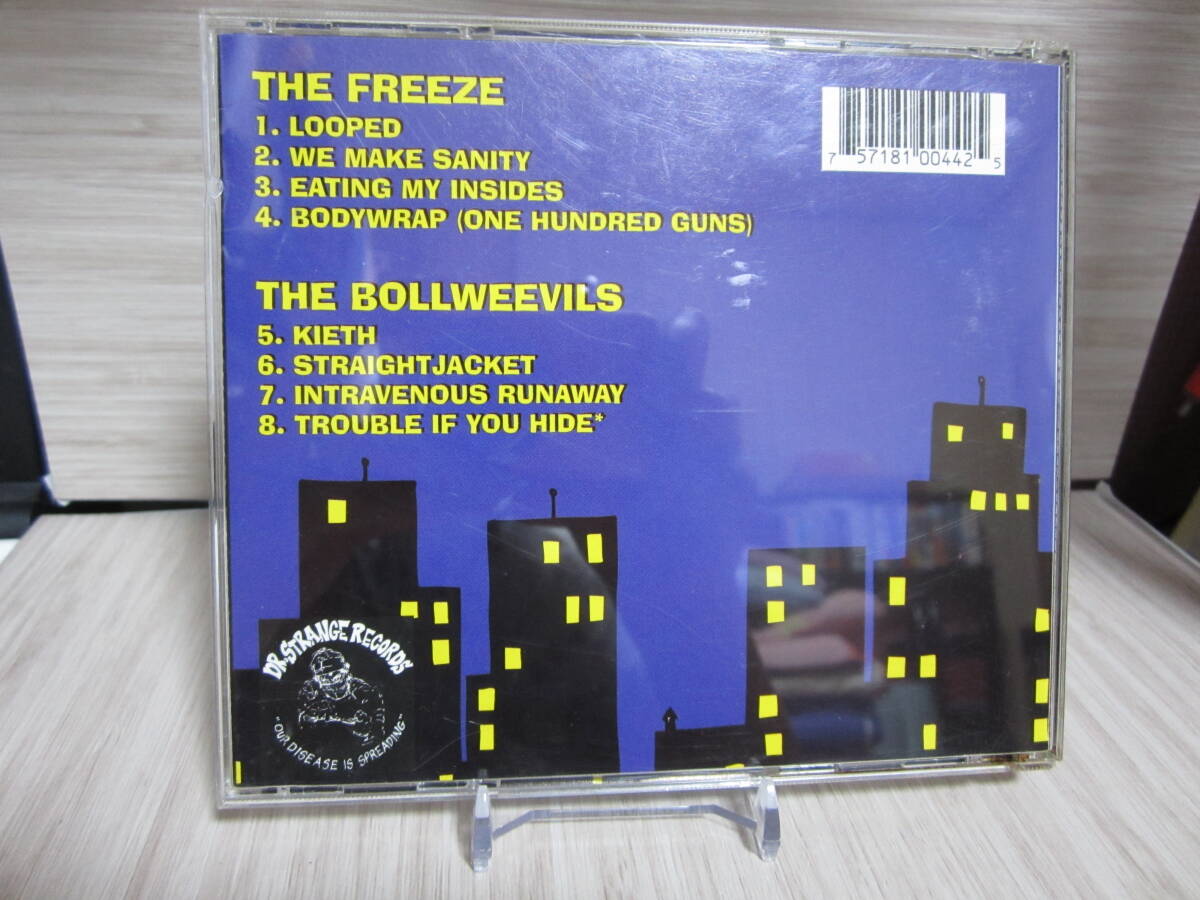 THE FREEZE
1. LOOPED
2. WE MAKE SANITY
3. EATING MY INSIDES
4. BODYWRAP (ONE HUNDRED GUNS)
7 57181 00442 5
THE BOLLWEEVILS
5. KIETH
6. STRAIGHTJACKET
7. INTRAVENOUS RUNAWAY
8. TROUBLE IF YOU HIDE*
DR. STRANGE RECORDS
"OUR DISEASE IS SPREADING"